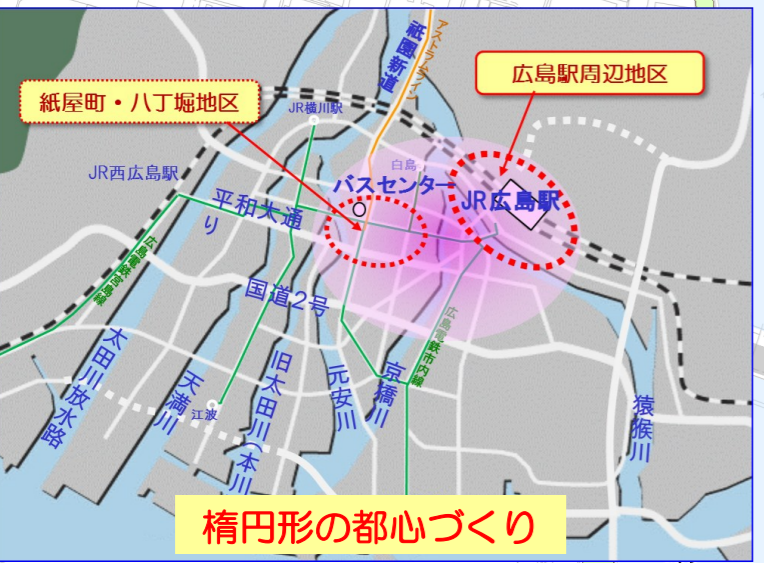 祇園新道
アストラムライン
広島駅周辺地区
紙屋町・八丁堀地区
JR横川駅
白島
JR西広島駅
バスセンター
JR広島駅
平和大通
り
広島電鉄宮島線
国道2号
広島電鉄市内線
太田川放水路
天満川
江波
旧太田川(本川
元安川
京橋川
猿猴川
楕円形の都心づくり